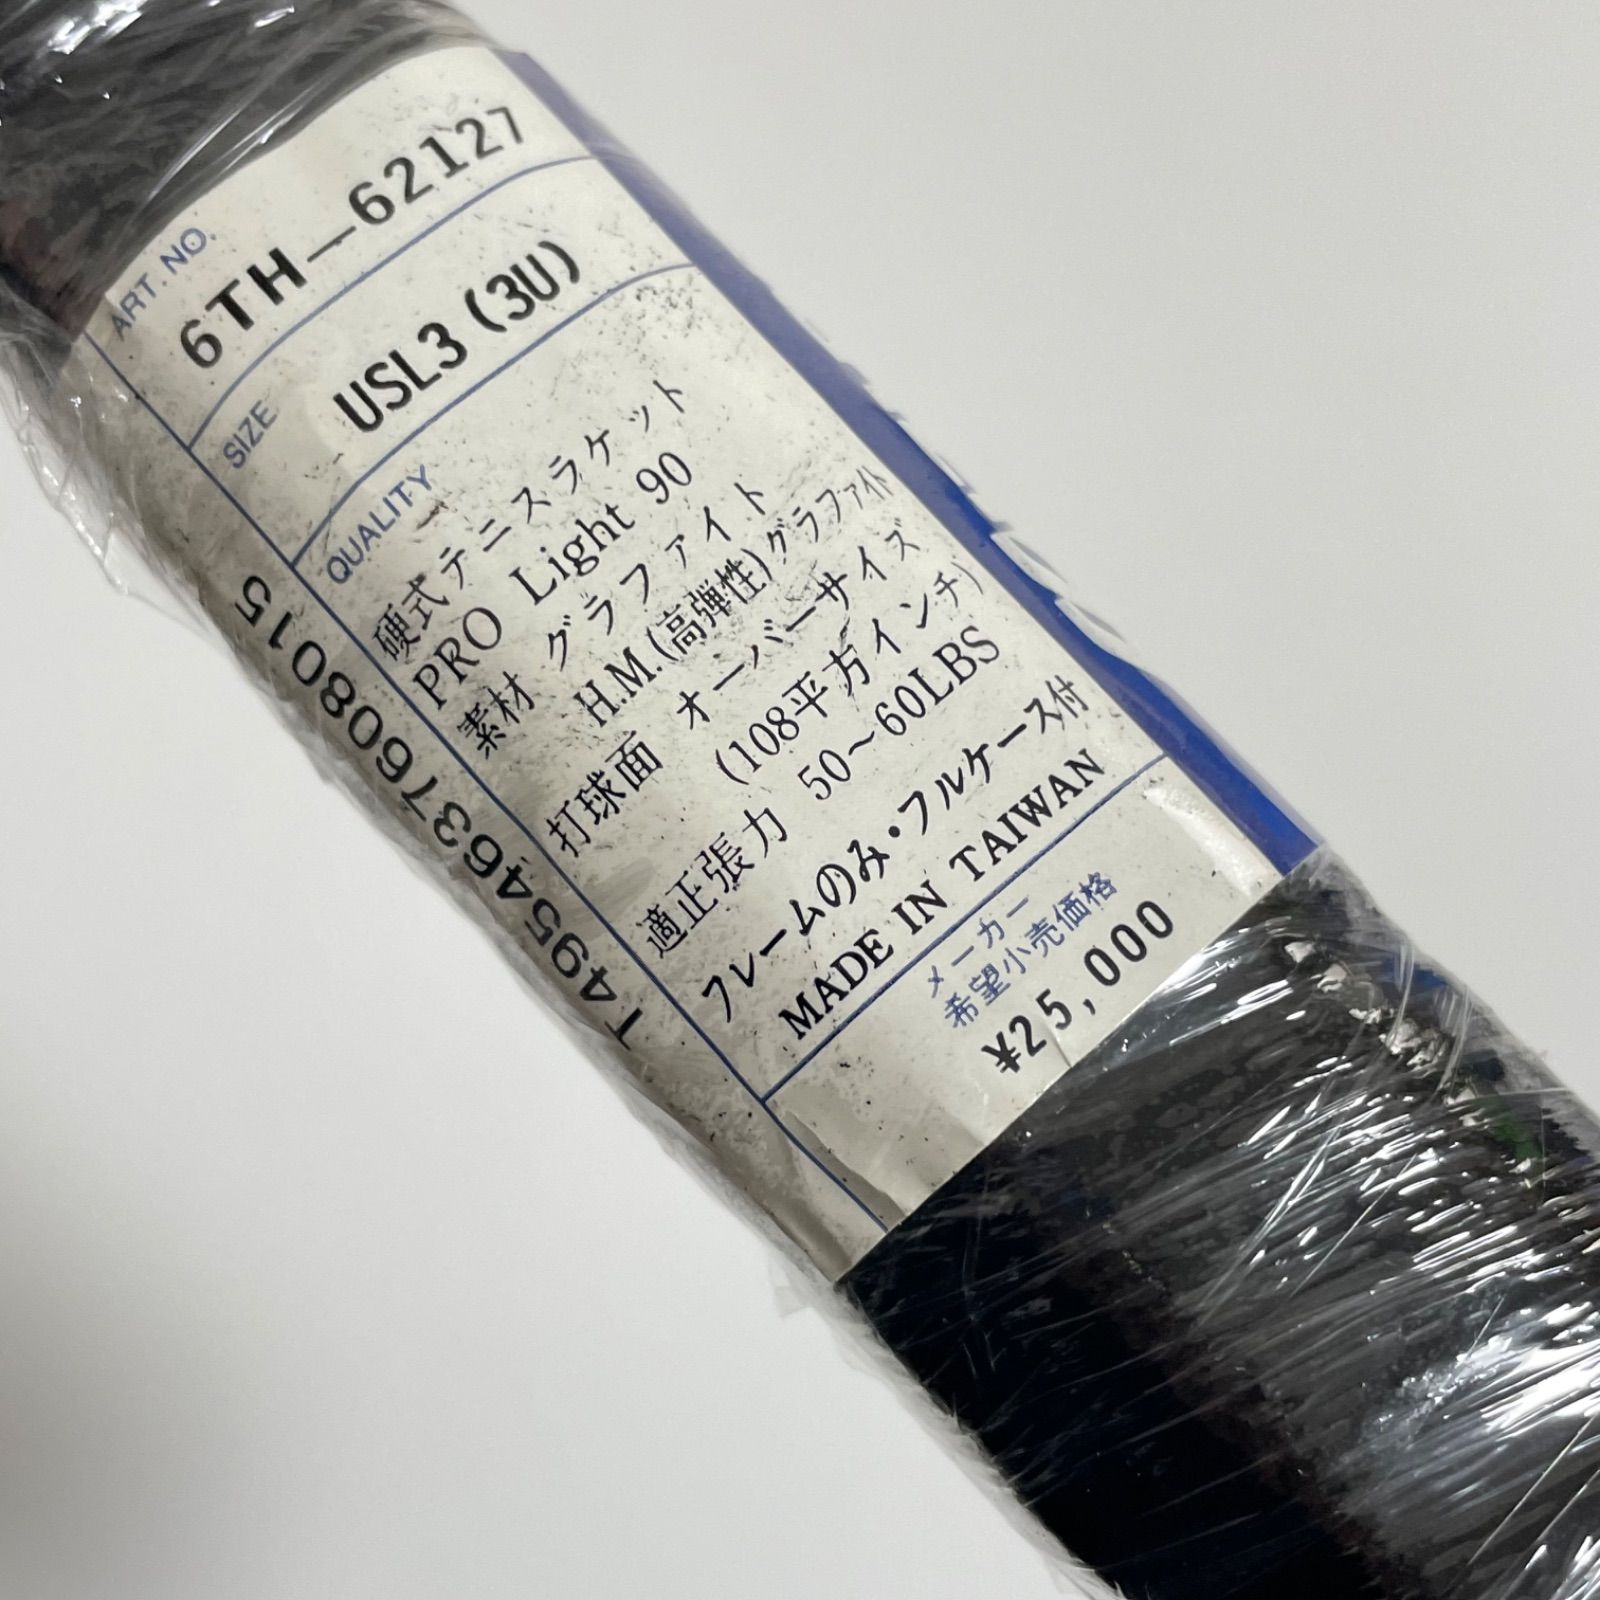 ART. NO.
6TH—62127
SIZE
USL3 (3U)
QUALITY
硬式テニスラケット
PRO Light 90
素材 グラファイト
H.M.(高弾性)グラファイト
打球面 オーバーサイズ
(108平方インチ)
適正張力 50〜60LBS
フレームのみ・フルケース付
MADE IN TAIWAN
メーカー
希望小売価格
¥25,000
T 4954637608015